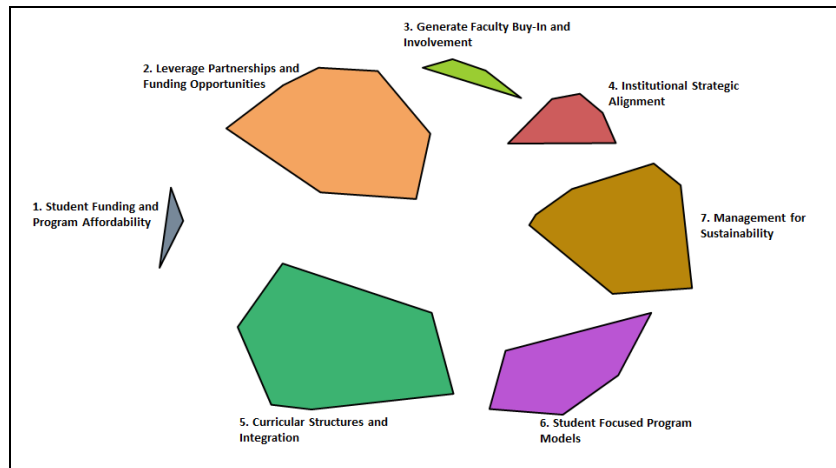 3. Generate Faculty Buy-In and
Involvement
2. Leverage Partnerships and
Funding Opportunities
4. Institutional Strategic
Alignment
1. Student Funding and
Program Affordability
7. Management for
Sustainability
5. Curricular Structures and
Integration
6. Student Focused Program
Models